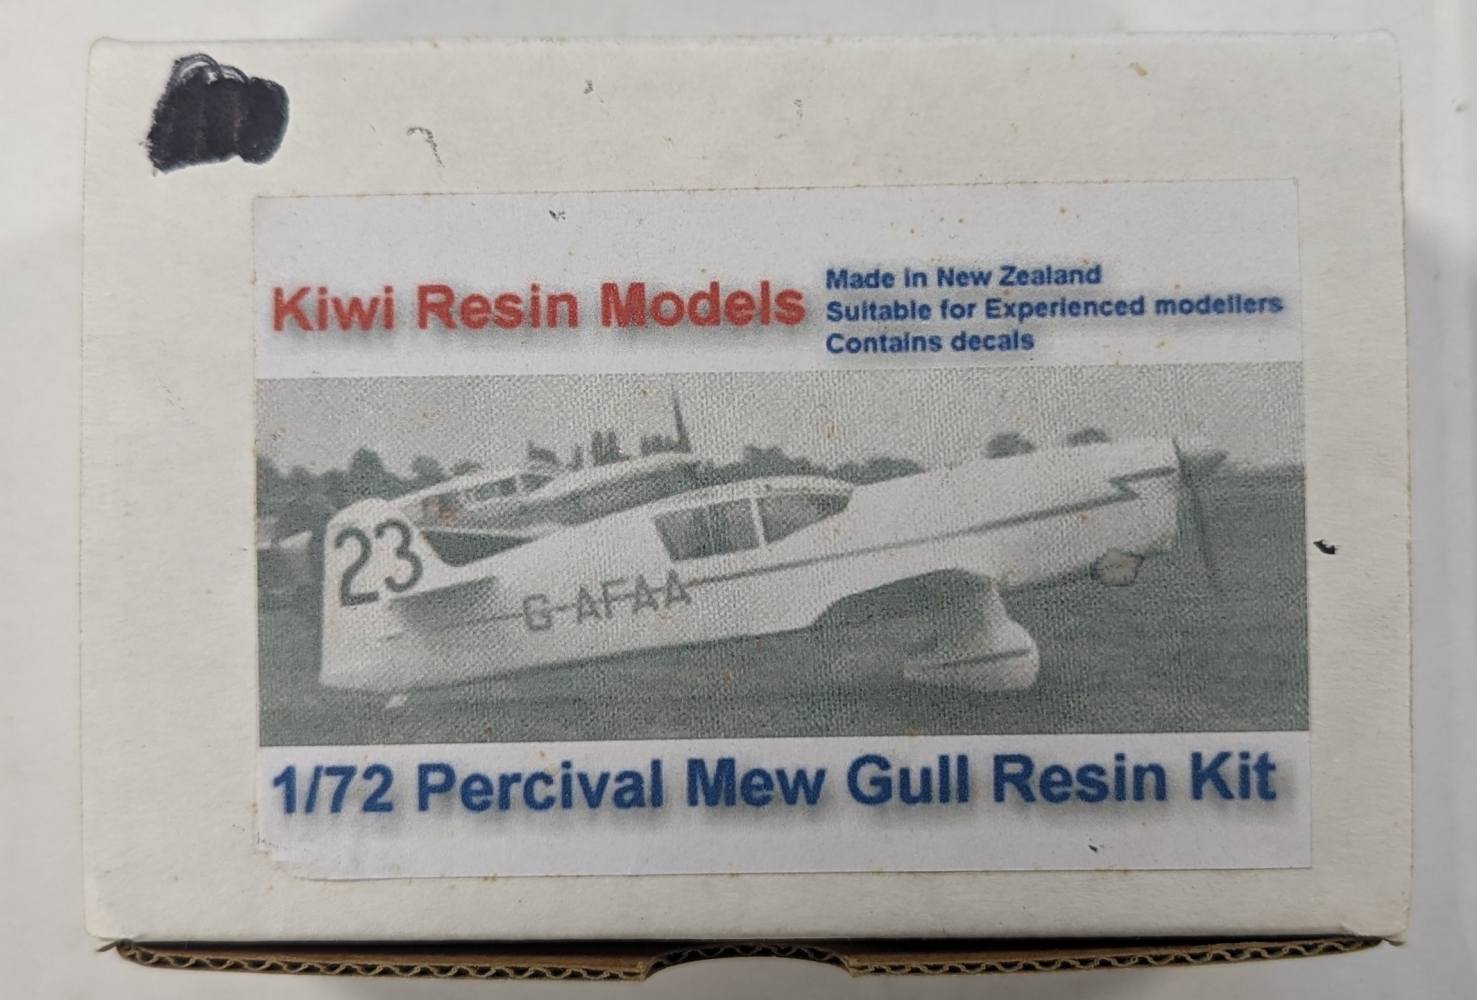 Kiwi Resin Models
Made in New Zealand
Suitable for Experienced modellers
Contains decals
23
G-AFAA
1/72 Percival Mew Gull Resin Kit